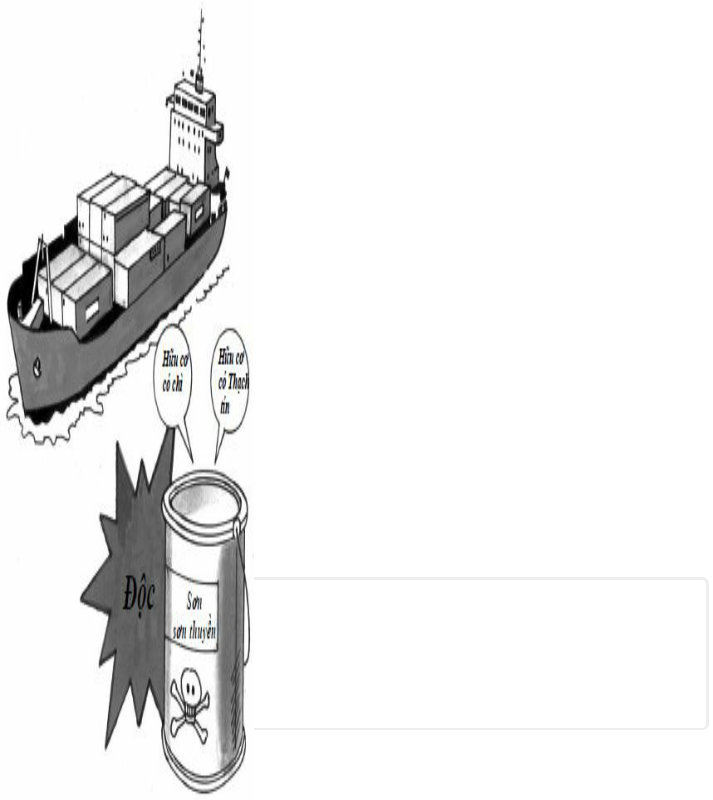 Hữu cơ
có chì
Hữu cơ
có Thạch
tín
Độc
Sơn
sơn thuyền